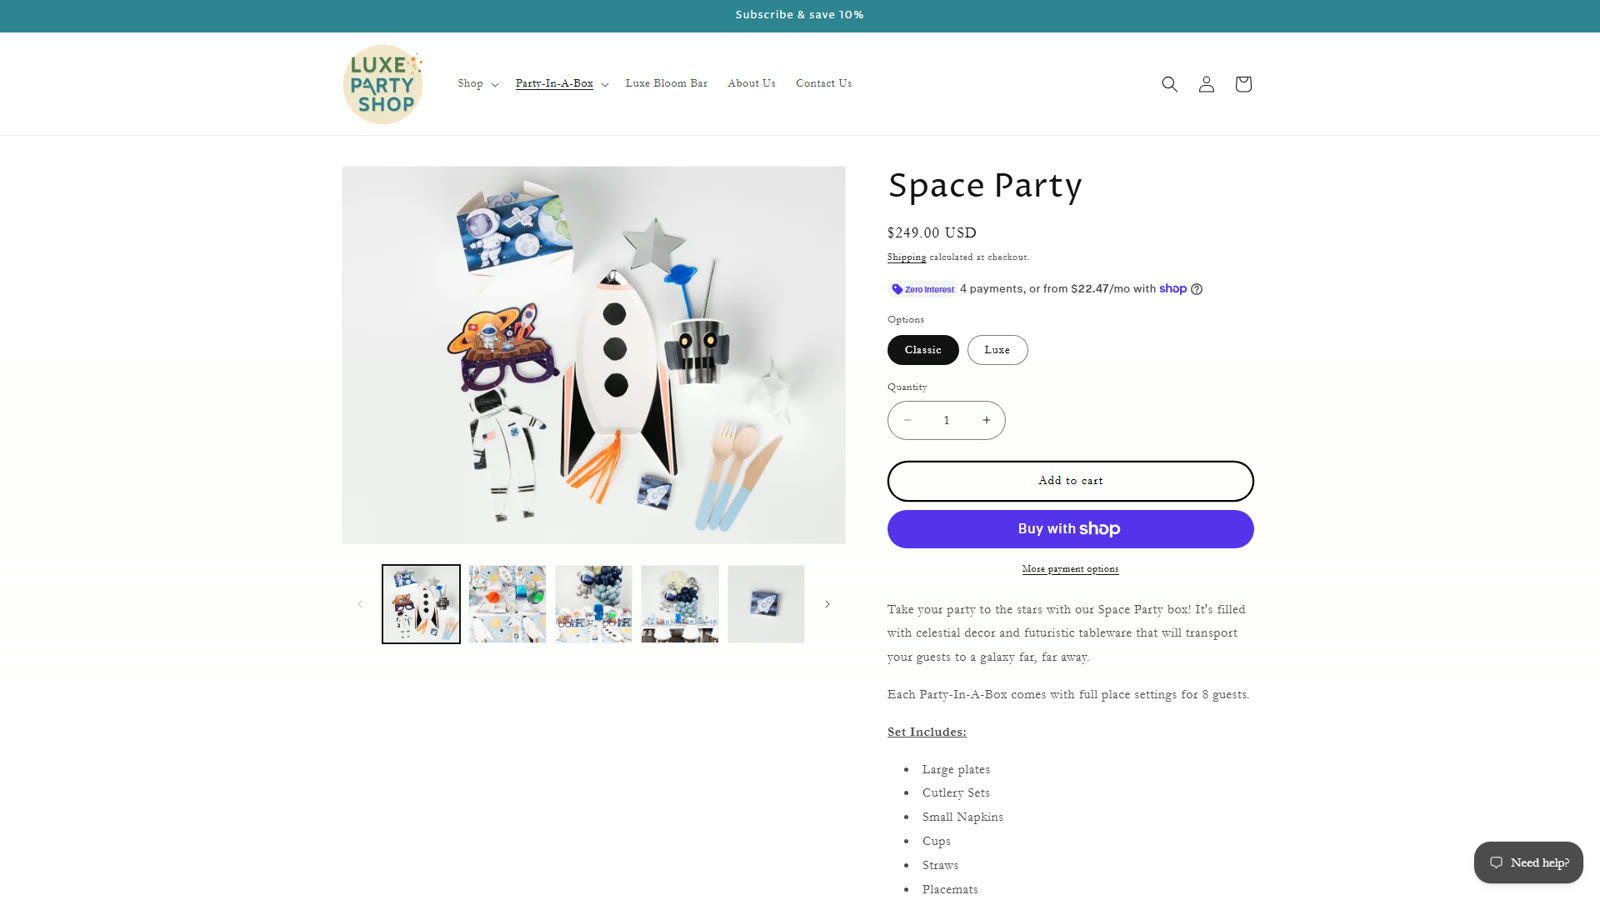 Subscribe & save 10%
LUXE
PARTY
SHOP
Shop
Party-In-A-Box
Luxe Bloom Bar
About Us
Contact Us
Space Party
$249.00 USD
Shipping calculated at checkout.
Zero Interest 4 payments, or from $22.47/mo with shop
Options
Classic
Luxe
Quantity
1
Add to cart
Buy with shop
More payment options
Take your party to the stars with our Space Party box! It's filled
with celestial decor and futuristic tableware that will transport
your guests to a galaxy far, far away.
Each Party-In-A-Box comes with full place settings for 8 guests.
Set Includes:
Large plates
Cutlery Sets
Small Napkins
Cups
Straws
Placemats
Need help?